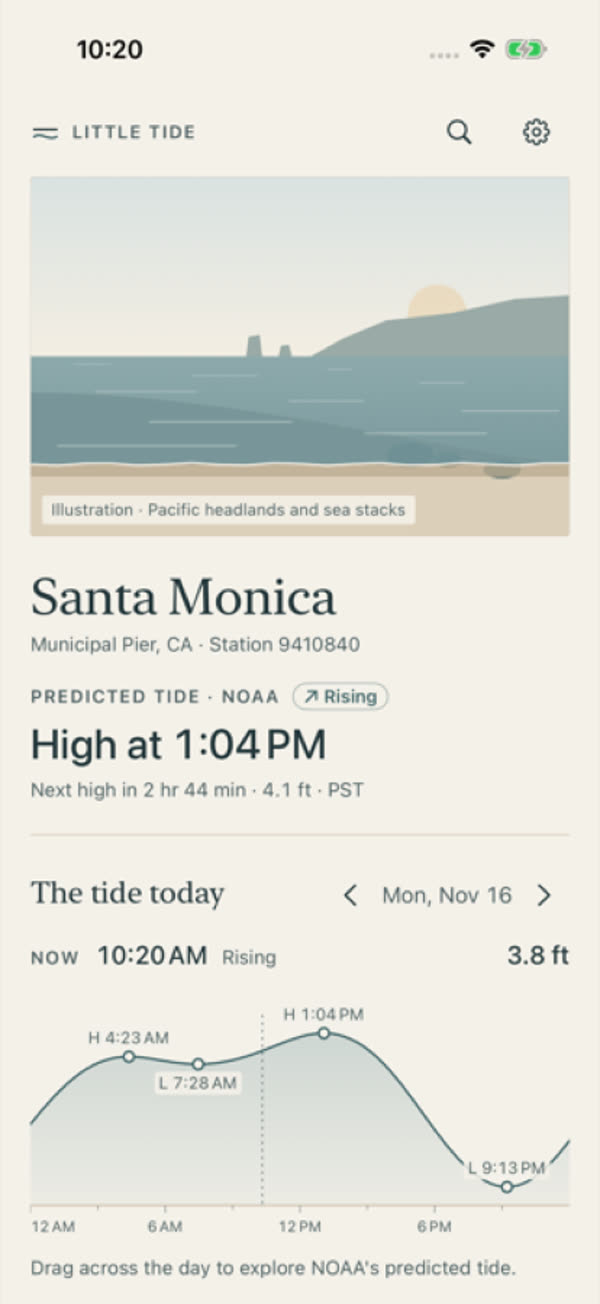 10:20
LITTLE TIDE
Illustration · Pacific headlands and sea stacks
Santa Monica
Municipal Pier, CA · Station 9410840
PREDICTED TIDE · NOAA Rising
High at 1:04 PM
Next high in 2 hr 44 min · 4.1 ft · PST
The tide today Mon, Nov 16
NOW 10:20 AM Rising 3.8 ft
H 1:04 PM
H 4:23 AM
L 7:28 AM
L 9:13 PM
12 AM 6 AM 12 PM 6 PM
Drag across the day to explore NOAA's predicted tide.